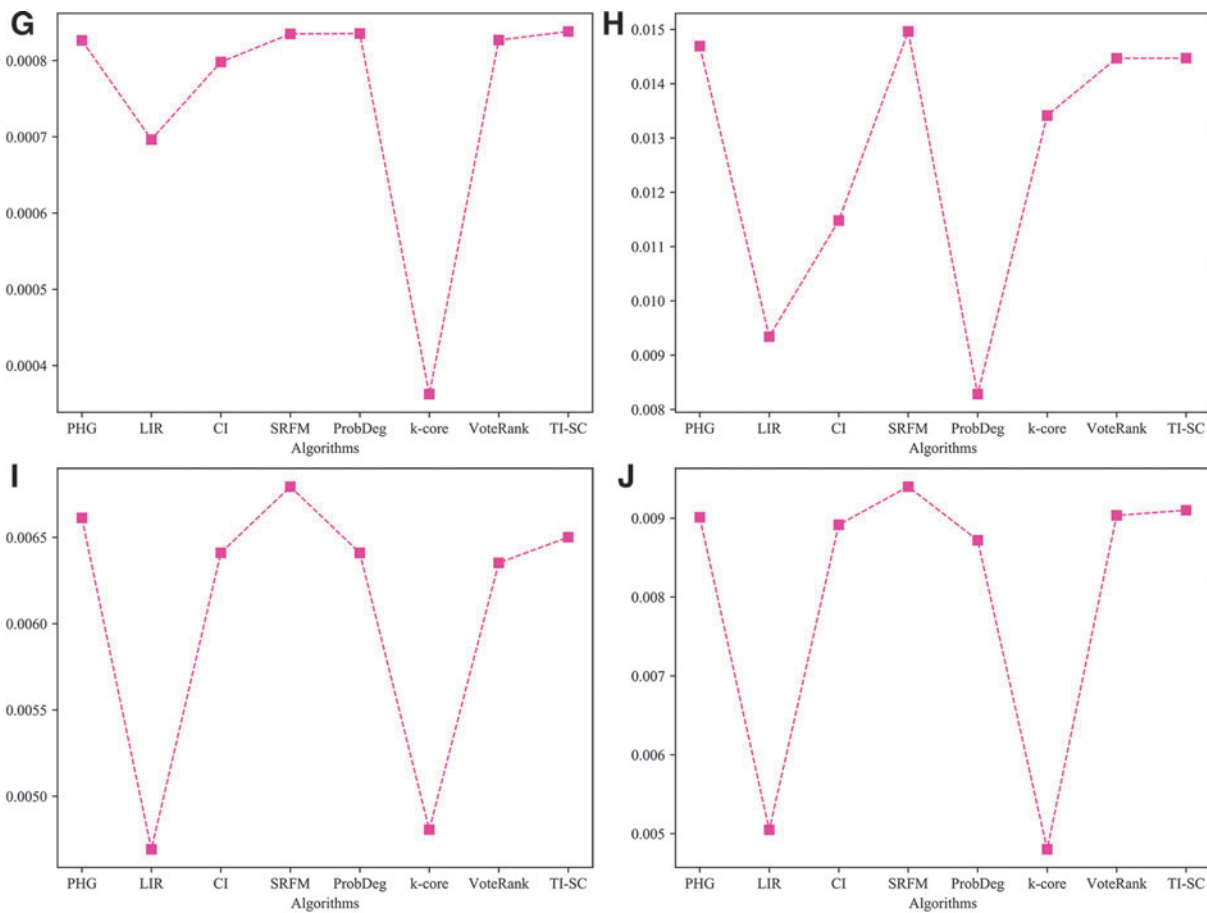 G
0.0008
0.0007
0.0006
0.0005
0.0004
PHG LIR CI SRFM ProbDeg k-core VoteRank TI-SC
Algorithms
H
0.015
0.014
0.013
0.012
0.011
0.010
0.009
0.008
PHG LIR CI SRFM ProbDeg k-core VoteRank TI-SC
Algorithms
I
0.0065
0.0060
0.0055
0.0050
PHG LIR CI SRFM ProbDeg k-core VoteRank TI-SC
Algorithms
J
0.009
0.008
0.007
0.006
0.005
PHG LIR CI SRFM ProbDeg k-core VoteRank TI-SC
Algorithms